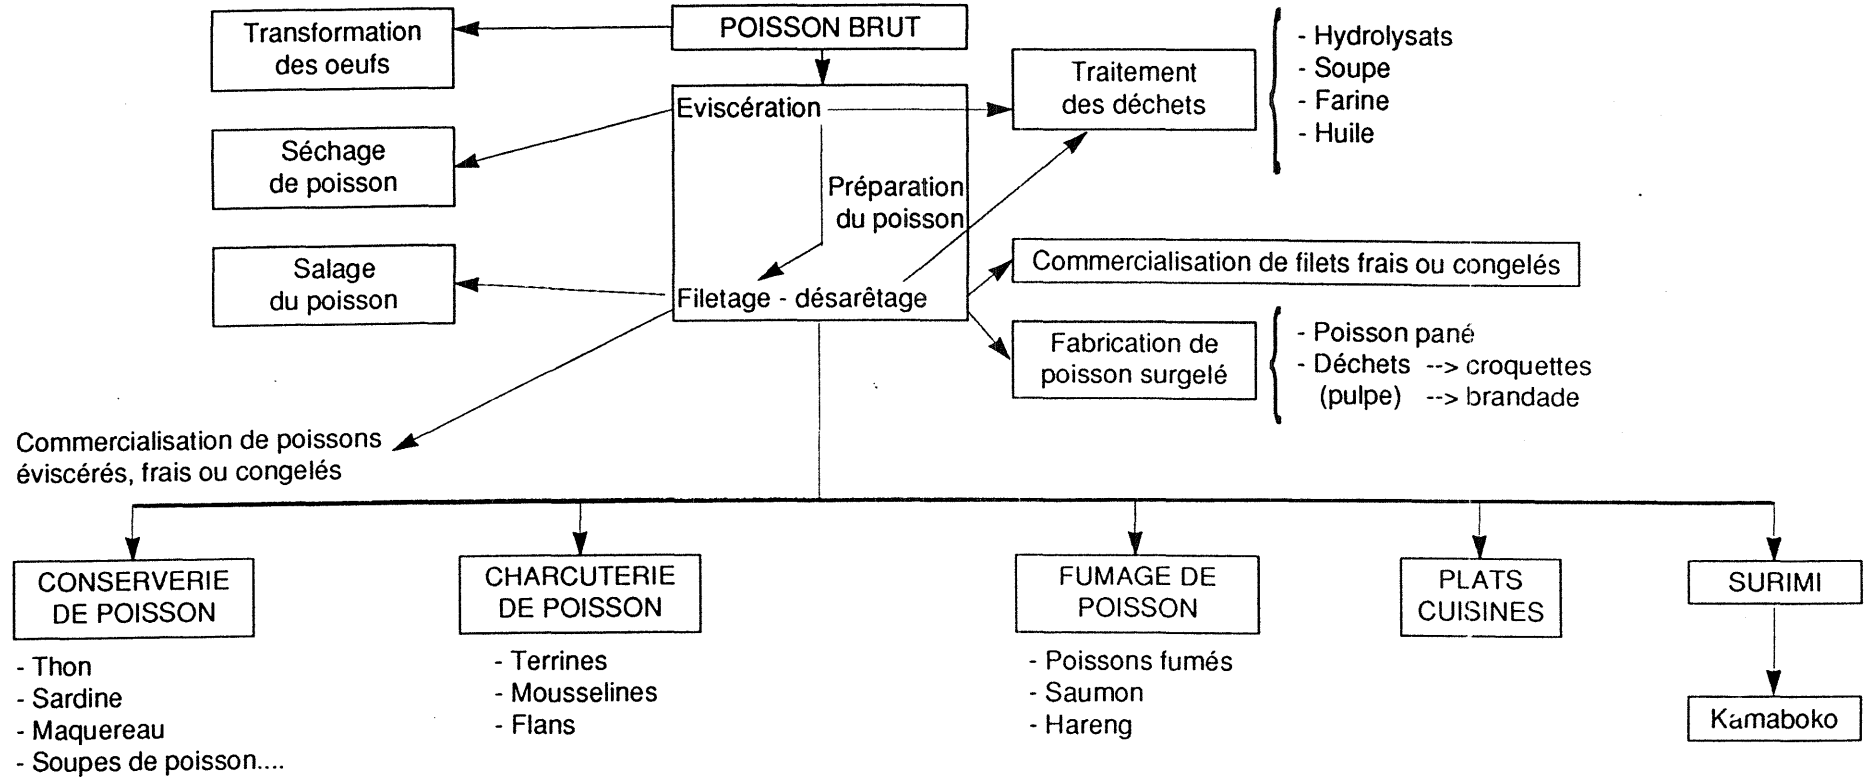 POISSON BRUT
Transformation
des oeufs
Séchage
de poisson
Salage
du poisson
Eviscération
Préparation
du poisson
Filetage - désarêtage
Traitement
des déchets
- Hydrolysats
- Soupe
- Farine
- Huile
Commercialisation de filets frais ou congelés
Fabrication de
poisson surgelé
- Poisson pané
- Déchets --> croquettes
(pulpe) --> brandade
Commercialisation de poissons
éviscérés, frais ou congelés
CONSERVERIE
DE POISSON
- Thon
- Sardine
- Maquereau
- Soupes de poisson....
CHARCUTERIE
DE POISSON
- Terrines
- Mousselines
- Flans
FUMAGE DE
POISSON
- Poissons fumés
- Saumon
- Hareng
PLATS
CUISINES
SURIMI
Kamaboko